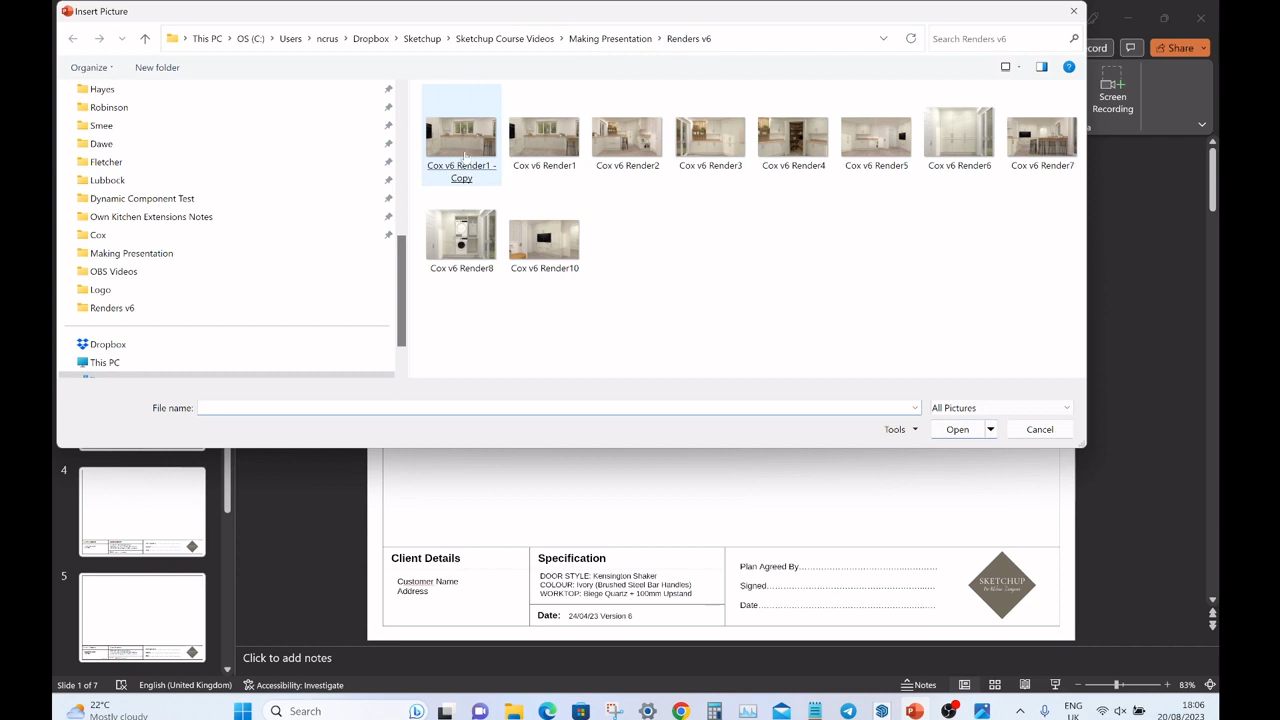 Insert Picture
This PC > OS (C:) > Users > ncrus > Dropbox > Sketchup > Sketchup Course Videos > Making Presentation > Renders v6
Search Renders v6
cord
Share
Organize
New folder
Screen
Recording
Hayes
Robinson
Smee
Dawe
Fletcher
Lubbock
Dynamic Component Test
Own Kitchen Extensions Notes
Cox
Making Presentation
OBS Videos
Logo
Renders v6
Dropbox
This PC
Cox v6 Render1 -
Copy
Cox v6 Render1
Cox v6 Render2
Cox v6 Render3
Cox v6 Render4
Cox v6 Render5
Cox v6 Render6
Cox v6 Render7
Cox v6 Render8
Cox v6 Render10
File name:
All Pictures
Tools
Open
Cancel
4
5
Client Details
Customer Name
Address
Specification
DOOR STYLE: Kensington Shaker
COLOUR: Ivory (Brushed Steel Bar Handles)
WORKTOP: Biege Quartz + 100mm Upstand
Date: 24/04/23 Version 6
Plan Agreed By
Signed
Date
SKETCHUP
Click to add notes
Slide 1 of 7
English (United Kingdom)
Accessibility: Investigate
Notes
83%
22°C
Mostly cloudy
Search
ENG
UK
18:06
20/08/2023